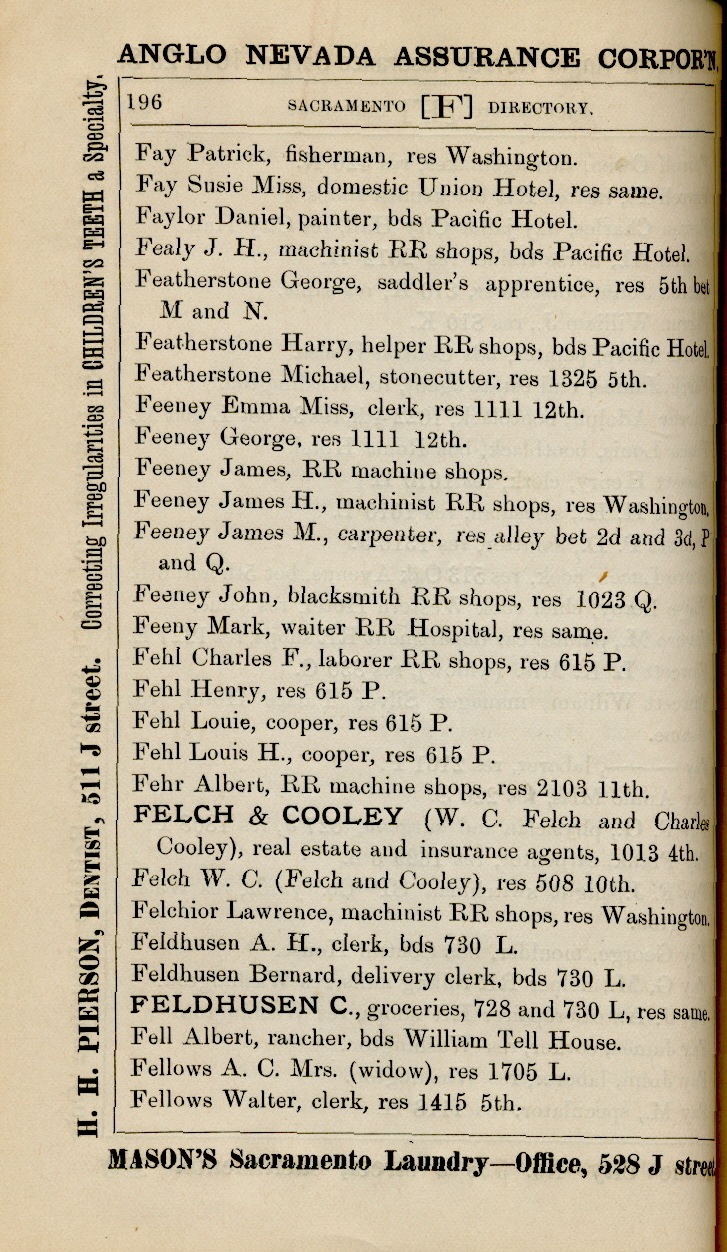 ANGLO NEVADA ASSURANCE CORPOR'N,
196 SACRAMENTO [F] DIRECTORY.
Fay Patrick, fisherman, res Washington.
Fay Susie Miss, domestic Union Hotel, res same.
Faylor Daniel, painter, bds Pacific Hotel.
Fealy J. H., machinist RR shops, bds Pacific Hotel.
Featherstone George, saddler's apprentice, res 5th bet
M and N.
Featherstone Harry, helper RR shops, bds Pacific Hotel.
Featherstone Michael, stonecutter, res 1325 5th.
Feeney Emma Miss, clerk, res 1111 12th.
Feeney George, res 1111 12th.
Feeney James, RR machine shops.
Feeney James H., machinist RR shops, res Washington.
Feeney James M., carpenter, res alley bet 2d and 3d, P
and Q.
Feeney John, blacksmith RR shops, res 1023 Q.
Feeny Mark, waiter RR Hospital, res same.
Fehl Charles F., laborer RR shops, res 615 P.
Fehl Henry, res 615 P.
Fehl Louie, cooper, res 615 P.
Fehl Louis H., cooper, res 615 P.
Fehr Albert, RR machine shops, res 2103 11th.
FELCH & COOLEY (W. C. Felch and Charles
Cooley), real estate and insurance agents, 1013 4th.
Felch W. C. (Felch and Cooley), res 508 10th.
Felchior Lawrence, machinist RR shops, res Washington.
Feldhusen A. H., clerk, bds 730 L.
Feldhusen Bernard, delivery clerk, bds 730 L.
FELDHUSEN C., groceries, 728 and 730 L, res same.
Fell Albert, rancher, bds William Tell House.
Fellows A. C. Mrs. (widow), res 1705 L.
Fellows Walter, clerk, res 1415 5th.
MASON'S Sacramento Laundry—Office, 528 J street
H. H. PIERSON, DENTIST, 511 J street. Correcting Irregularities in CHILDREN'S TEETH a Specialty.